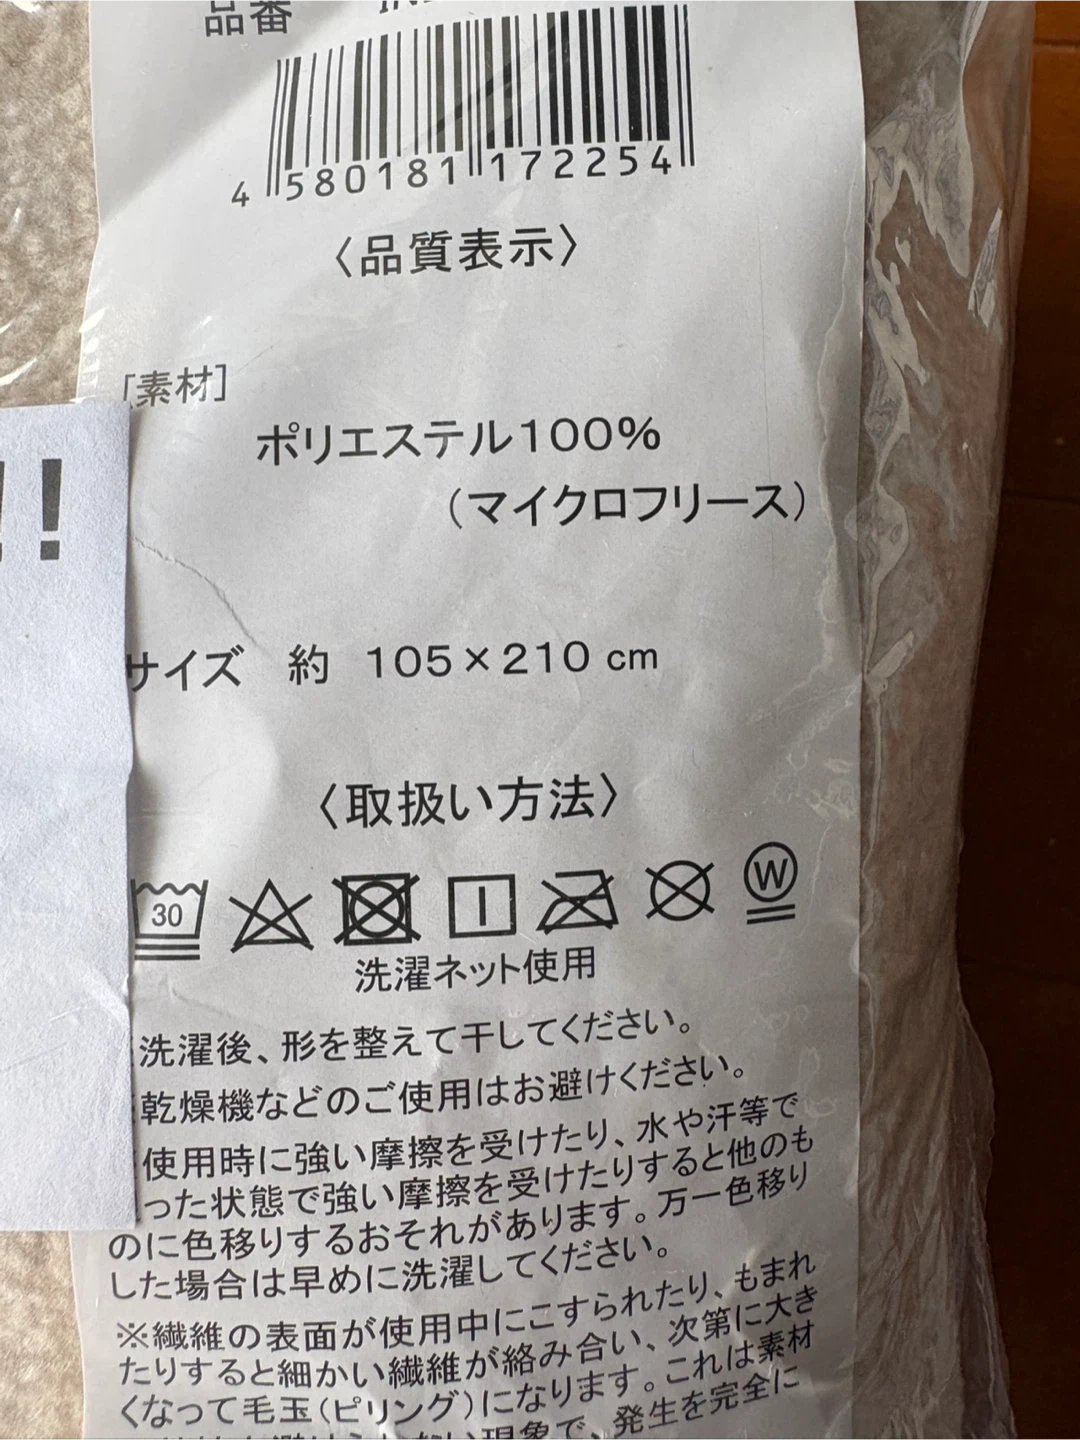 品番
4 580181 172254
〈品質表示〉
[素材]
ポリエステル100%
(マイクロフリース)
!
サイズ 約 105×210 cm
〈取扱い方法〉
30
W
洗濯ネット使用
洗濯後、形を整えて干してください。
乾燥機などのご使用はお避けください。
使用時に強い摩擦を受けたり、水や汗等で
った状態で強い摩擦を受けたりすると他のも
のに色移りするおそれがあります。万一色移り
した場合は早めに洗濯してください。
※繊維の表面が使用中にこすられたり、もまれ
たりすると細かい繊維が絡み合い、次第に大き
くなって毛玉(ピリング)になります。これは素材
現象で、発生を完全に